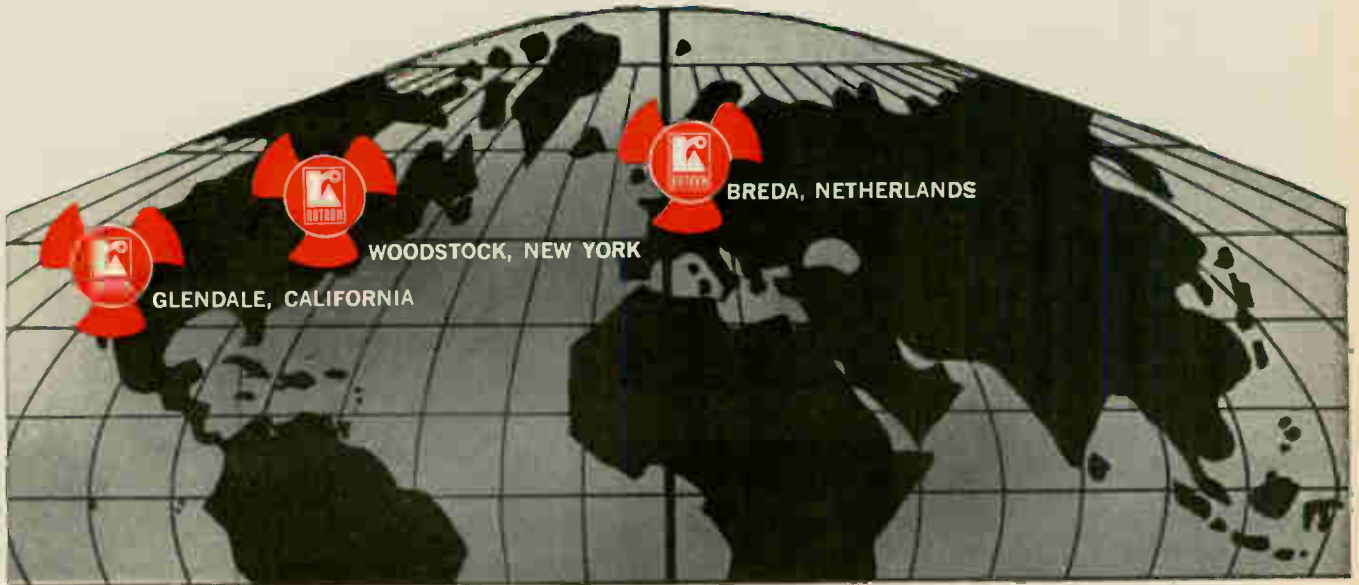 BREDA, NETHERLANDS
WOODSTOCK, NEW YORK
GLENDALE, CALIFORNIA
ROTRON
ROTRON